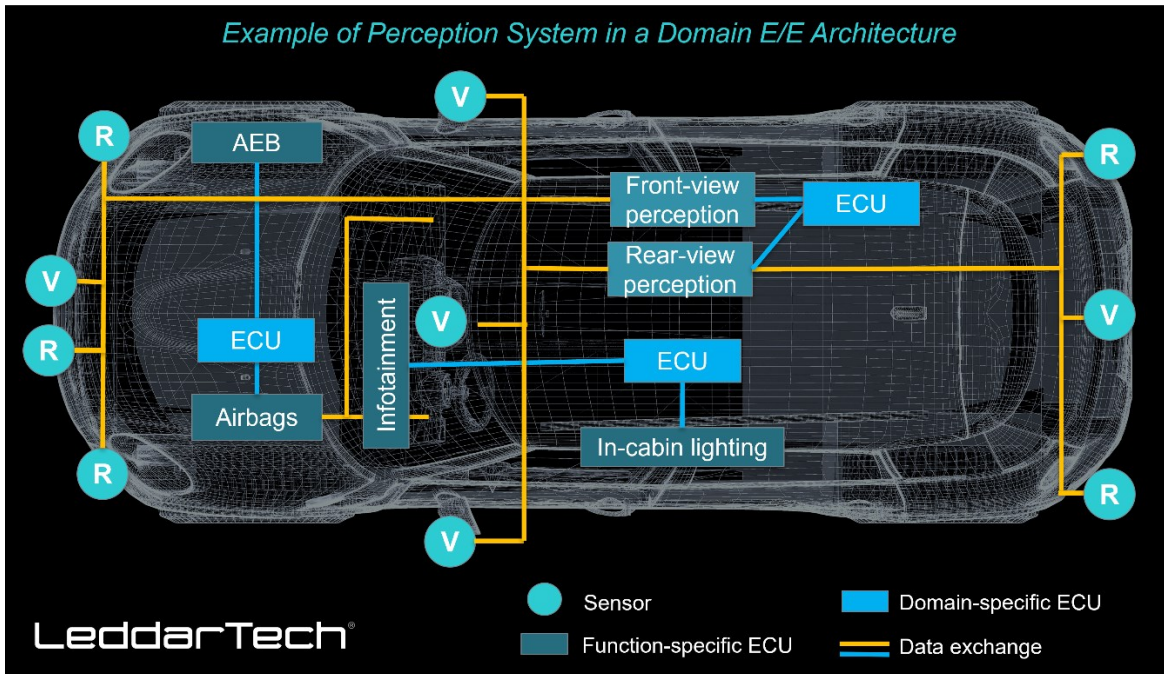 Example of Perception System in a Domain E/E Architecture
V
R
AEB
R
Front-view
perception
ECU
Rear-view
perception
V
V
V
R
ECU
Infotainment
ECU
Airbags
In-cabin lighting
R
R
V
Sensor
Domain-specific ECU
LeddarTech®
Function-specific ECU
Data exchange